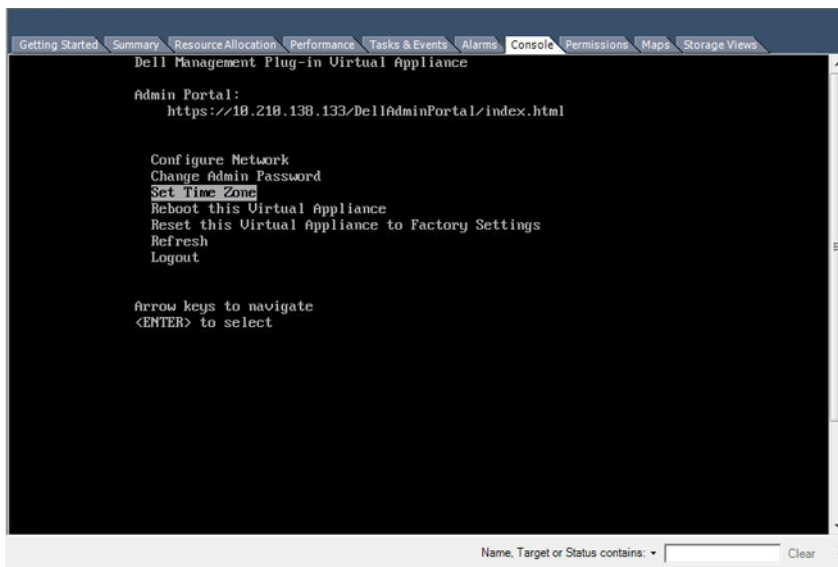 Getting Started Summary Resource Allocation Performance Tasks & Events Alarms Console Permissions Maps Storage Views
Dell Management Plug-in Virtual Appliance
Admin Portal:
https://10.210.138.133/DellAdminPortal/index.html
Configure Network
Change Admin Password
Set Time Zone
Reboot this Virtual Appliance
Reset this Virtual Appliance to Factory Settings
Refresh
Logout
Arrow keys to navigate
<ENTER> to select
Name, Target or Status contains: Clear